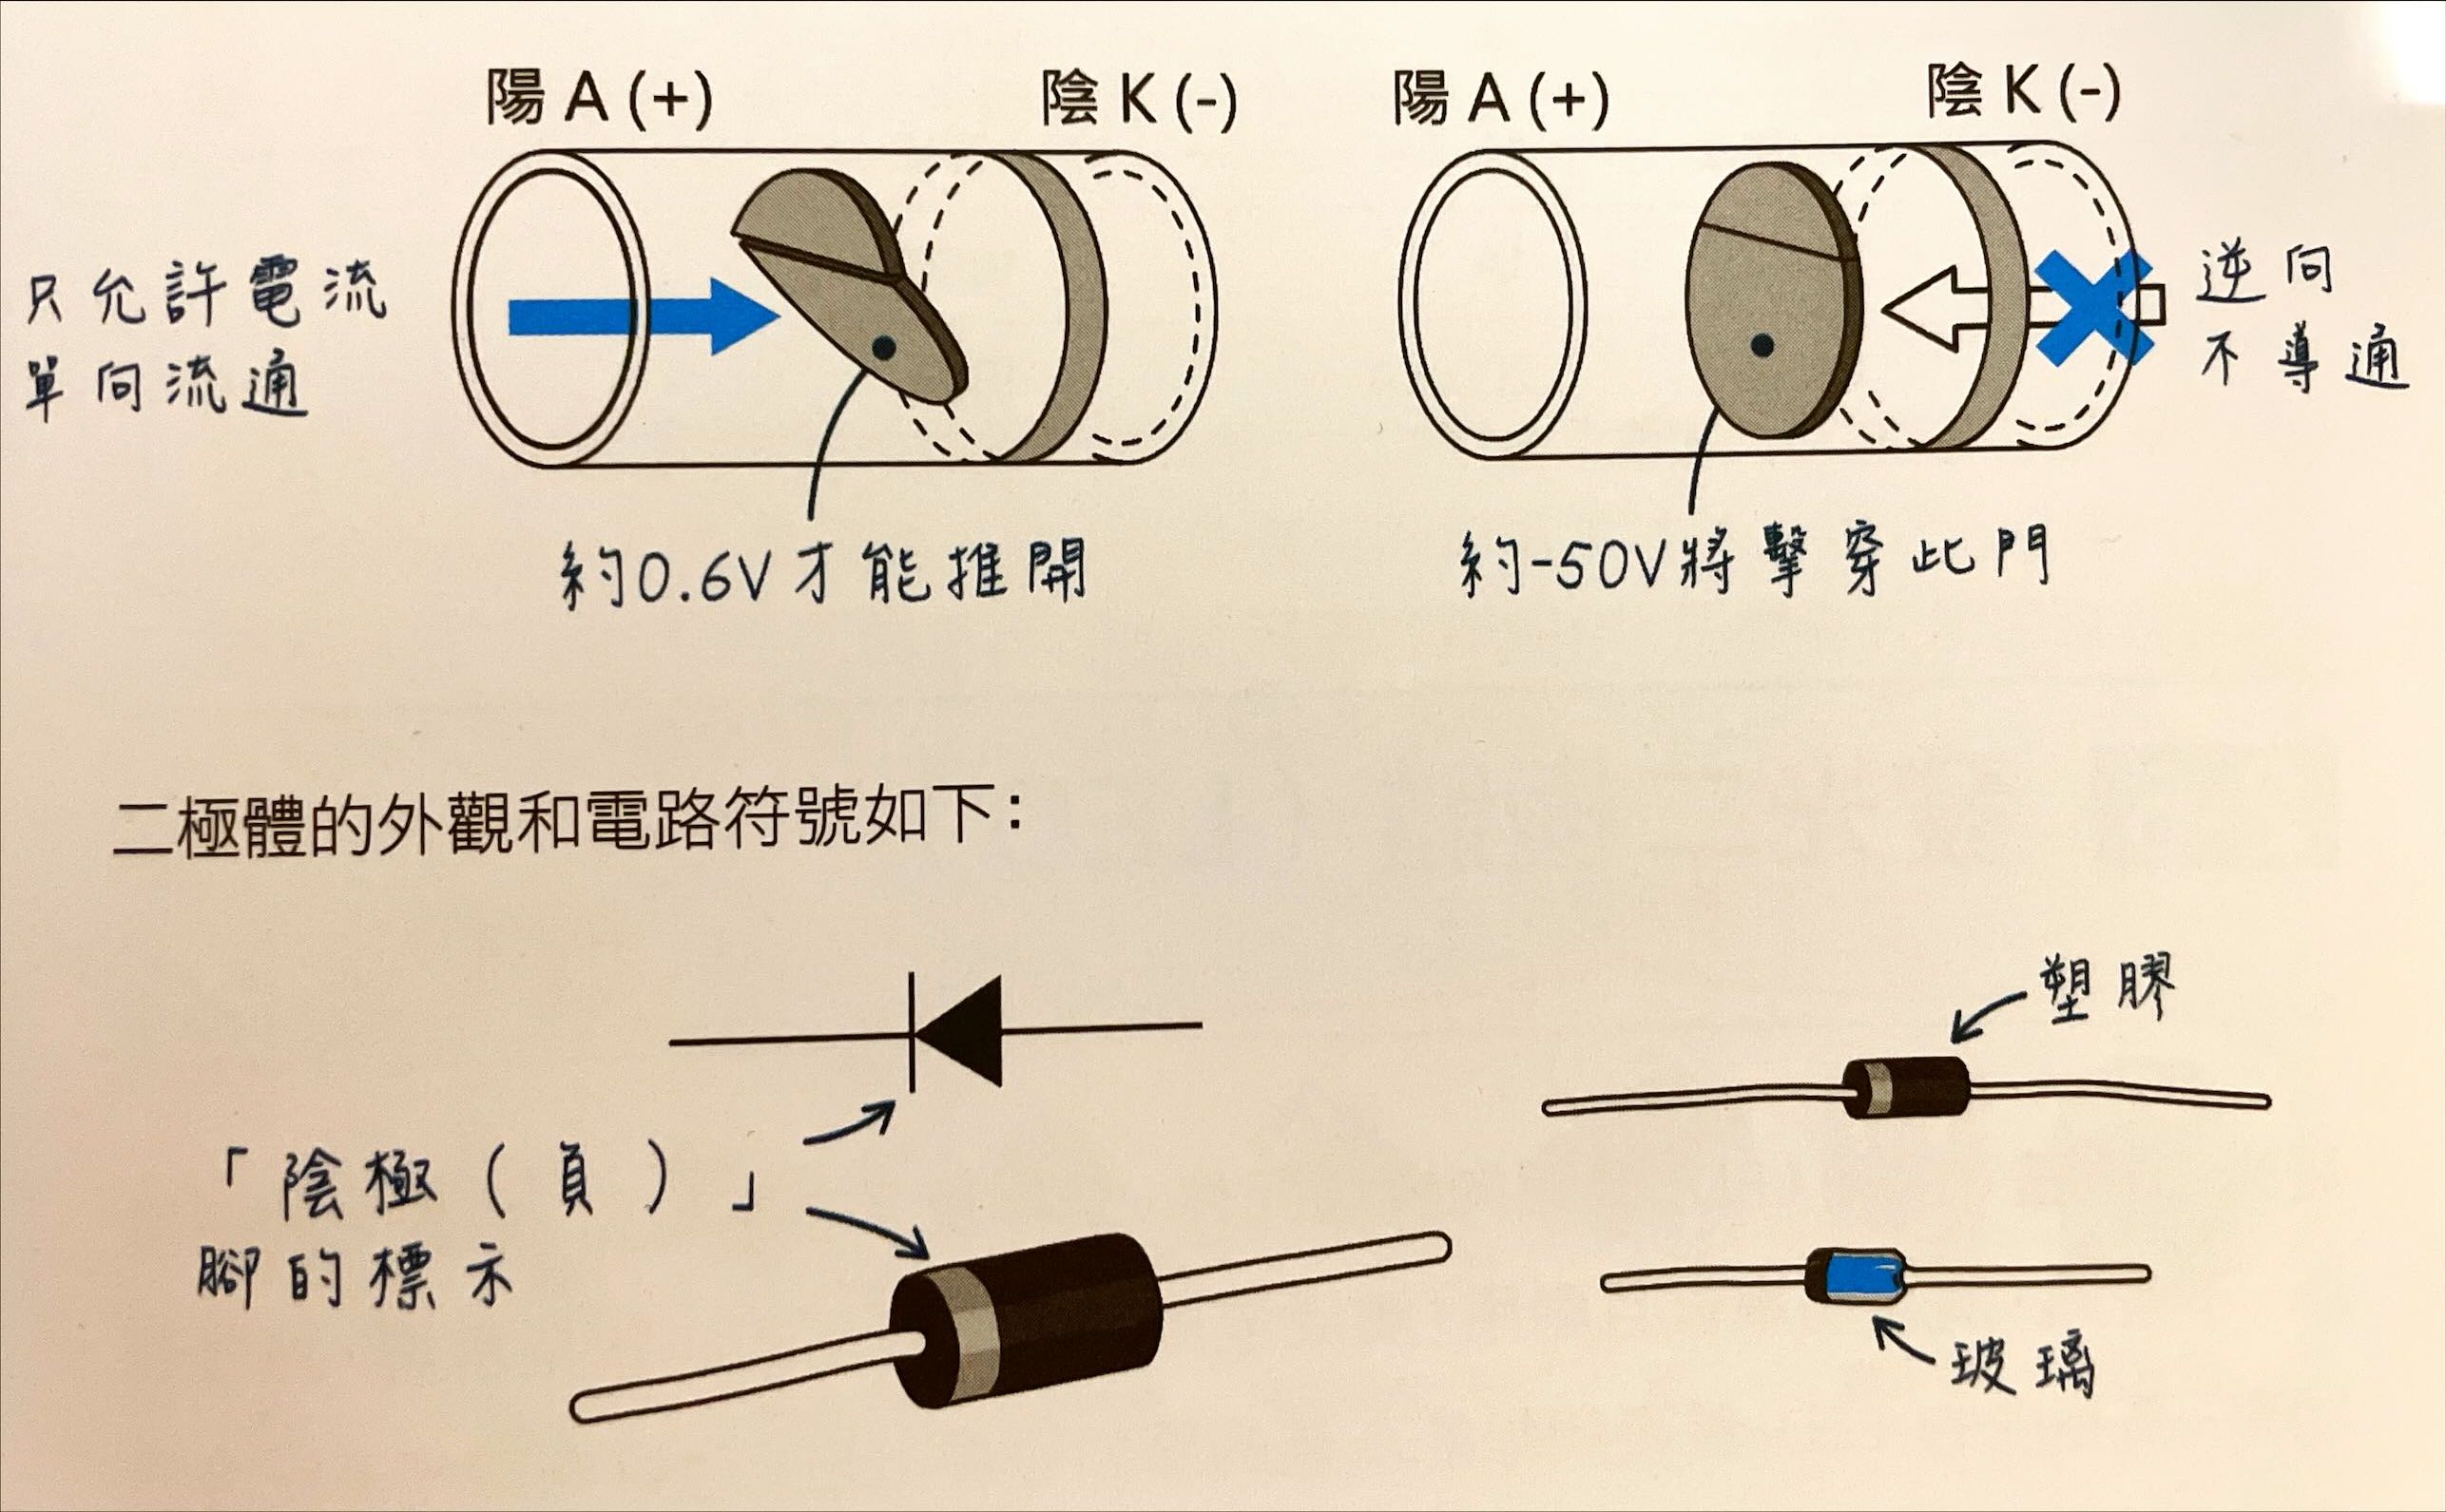 陽 A (+)
陰 K (-)
陽 A (+)
陰 K (-)
只允許電流
單向流通
逆向
不導通
約0.6V才能推開
約-50V將擊穿此門
二極體的外觀和電路符號如下：
塑膠
「陰極（負）」
腳的標示
玻璃